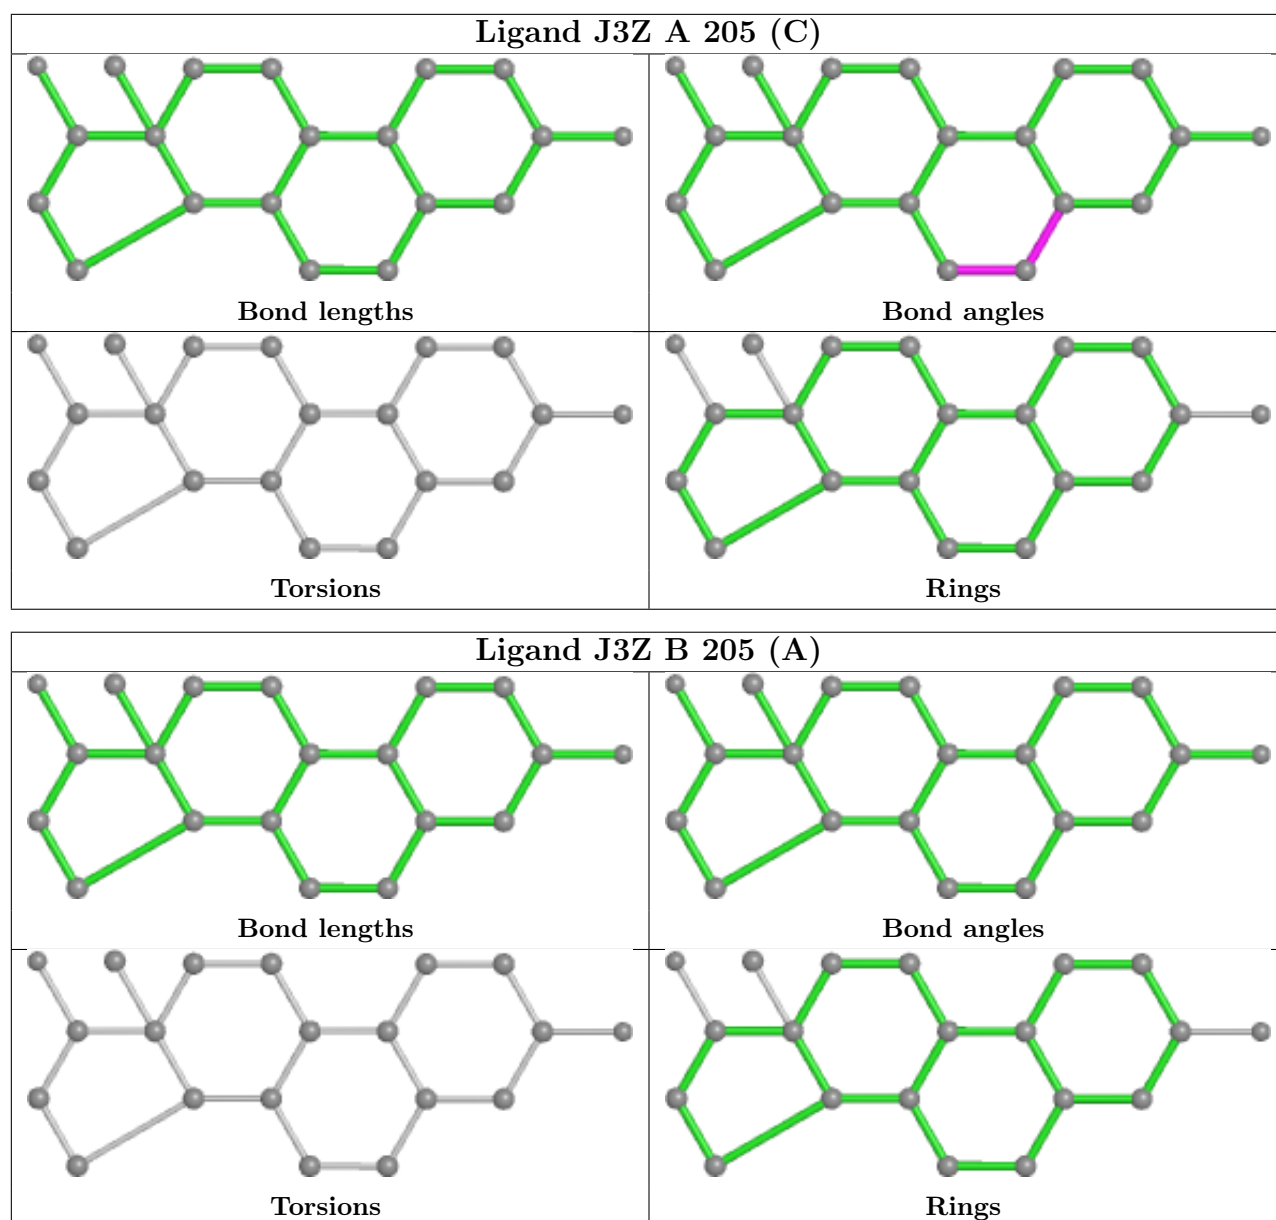 Ligand J3Z A 205 (C)
Bond lengths
Bond angles
Torsions
Rings
Ligand J3Z B 205 (A)
Bond lengths
Bond angles
Torsions
Rings